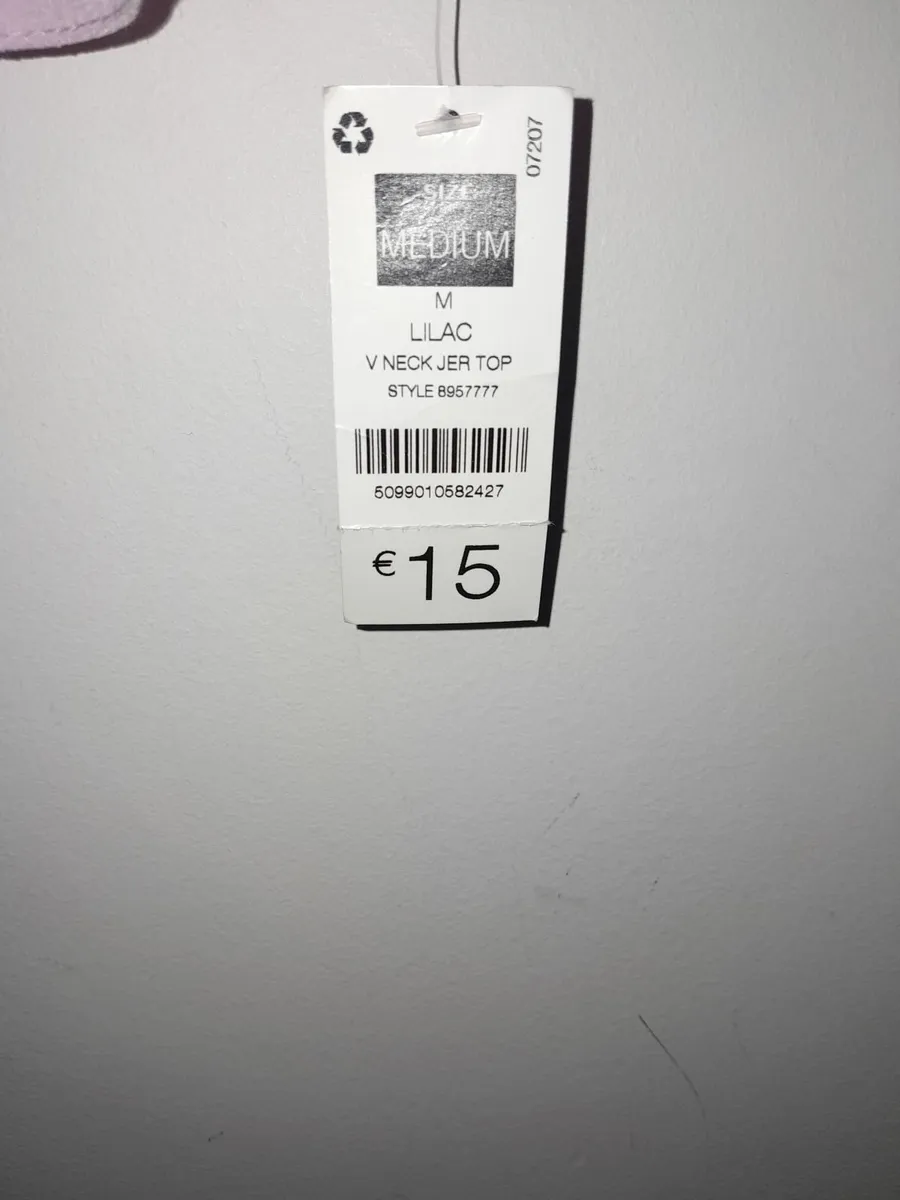 07207
SIZE
MEDIUM
M
LILAC
V NECK JER TOP
STYLE 8957777
5099010582427
€15